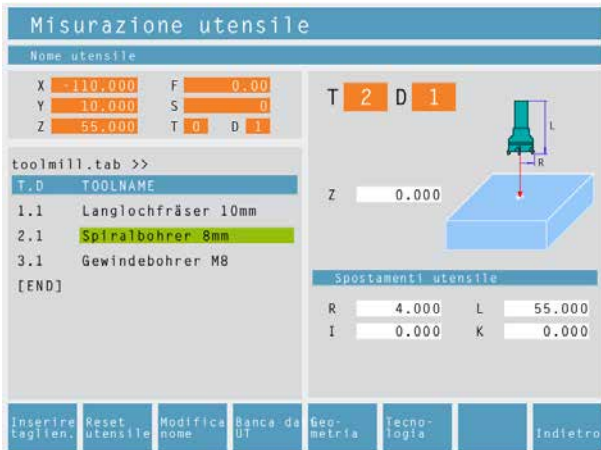 Misurazione utensile
Nome utensile
X -110.000 F 0.00
Y 10.000 S 0
Z 55.000 T 0 D 1
toolmill.tab >>
T.D TOOLNAME
1.1 Langlochfräser 10mm
2.1 Spiralbohrer 8mm
3.1 Gewindebohrer M8
[END]
T 2 D 1
L
R
Z 0.000
Spostamenti utensile
R 4.000 L 55.000
I 0.000 K 0.000
Inserire taglien.
Reset utensile
Modifica nome
Banca da UT
Geo-
metria
Tecno-
logia
Indietro